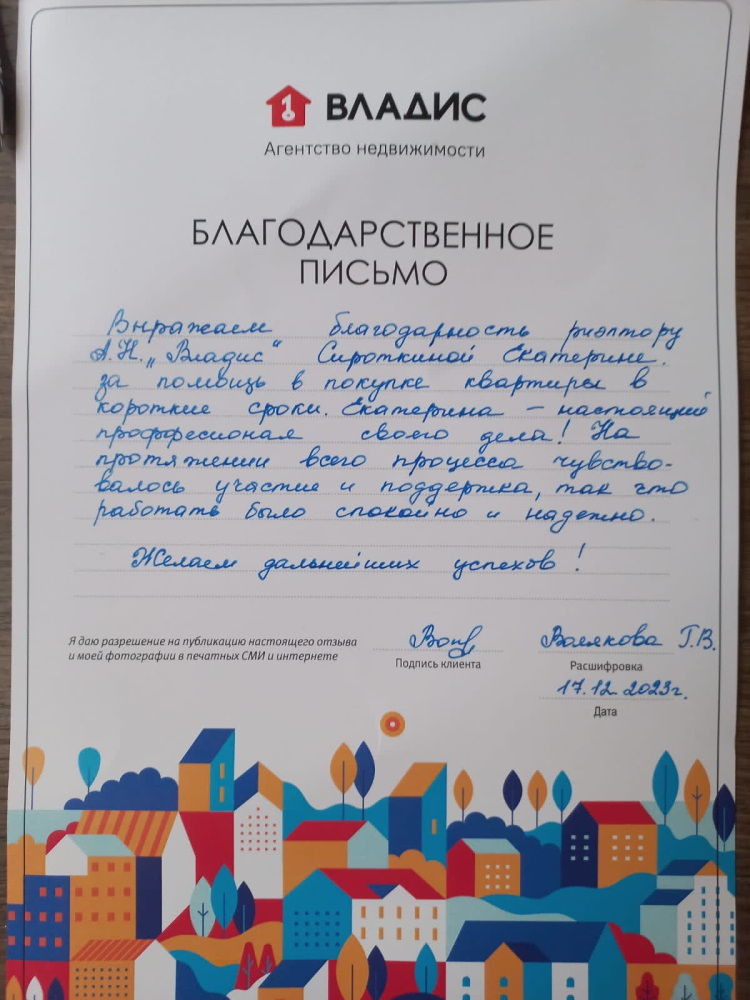 ВЛАДИС
Агентство недвижимости
БЛАГОДАРСТВЕННОЕ
ПИСЬМО
Выражаем благодарность риэлтору
А.Н. „Владис" Сироткиной Екатерине.
за помощь в покупке квартиры в
короткие сроки. Екатерина – настоящий
проффесионал своего дела! На
протяжении всего процесса чувство-
валось участие и поддержка, так что
работать было спокойно и надежно.
Желаем дальнейших успехов!
Я даю разрешение на публикацию настоящего отзыва
и моей фотографии в печатных СМИ и интернете
Подпись клиента
Г.В.
Расшифровка
17.12.2023г.
Дата